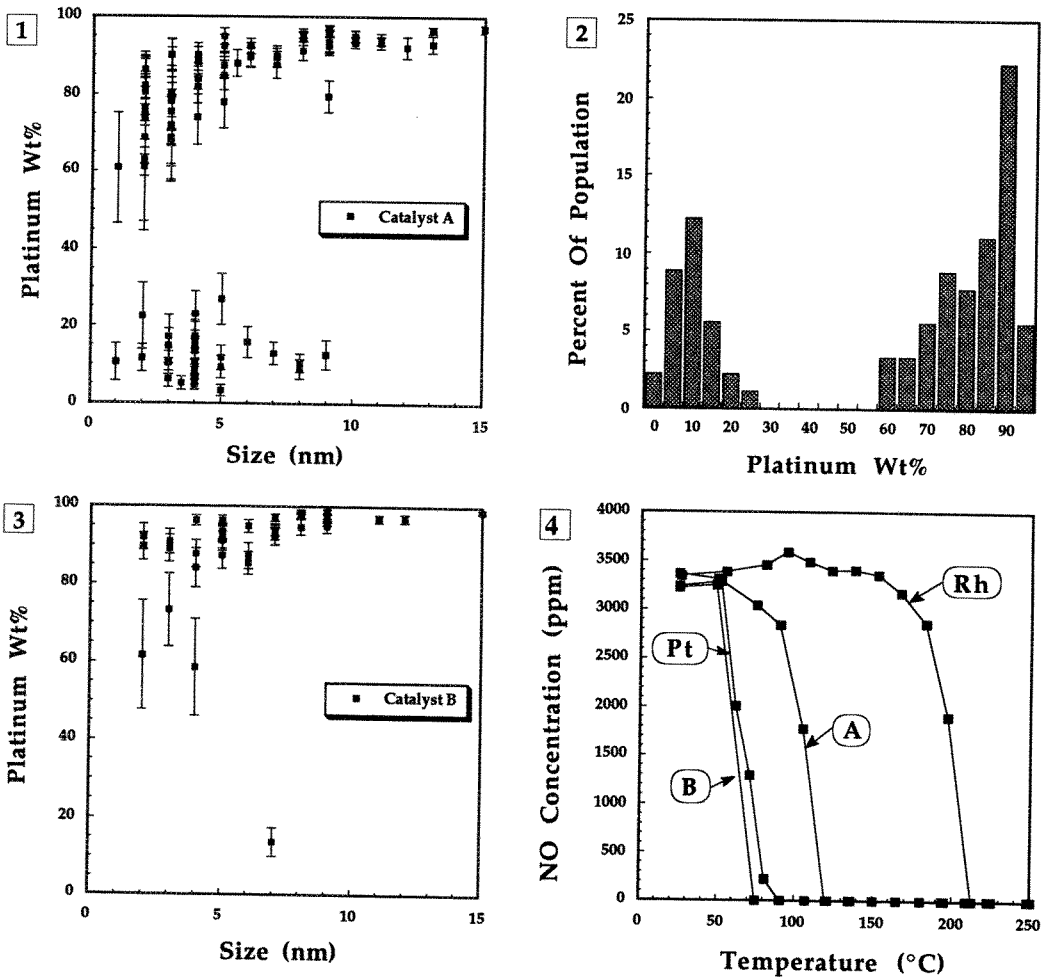 1
Platinum Wt%
100
80
60
40
20
0
Catalyst A
0 5 10 15
Size (nm)
2
Percent Of Population
25
20
15
10
5
0
0 10 20 30 40 50 60 70 80 90
Platinum Wt%
3
Platinum Wt%
100
80
60
40
20
0
Catalyst B
0 5 10 15
Size (nm)
4
NO Concentration (ppm)
4000
3500
3000
2500
2000
1500
1000
500
0
Rh
Pt
A
B
0 50 100 150 200 250
Temperature (°C)